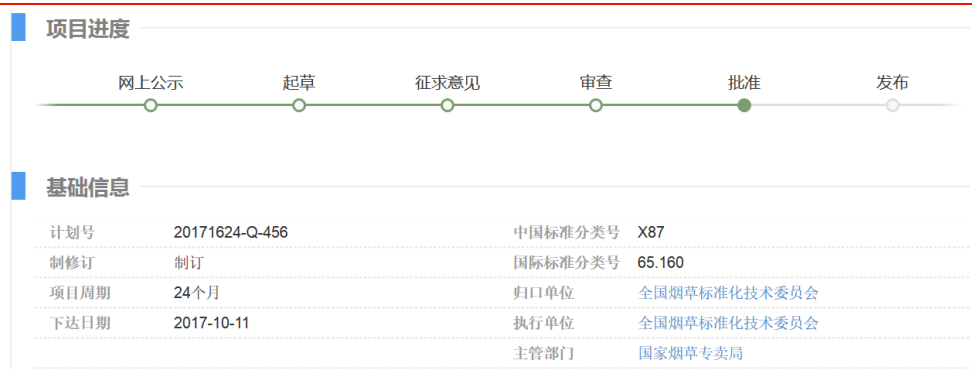 项目进度
网上公示 起草 征求意见 审查 批准 发布
基础信息
计划号 20171624-Q-456 中国标准分类号 X87
制修订 制订 国际标准分类号 65.160
项目周期 24个月 归口单位 全国烟草标准化技术委员会
下达日期 2017-10-11 执行单位 全国烟草标准化技术委员会
主管部门 国家烟草专卖局